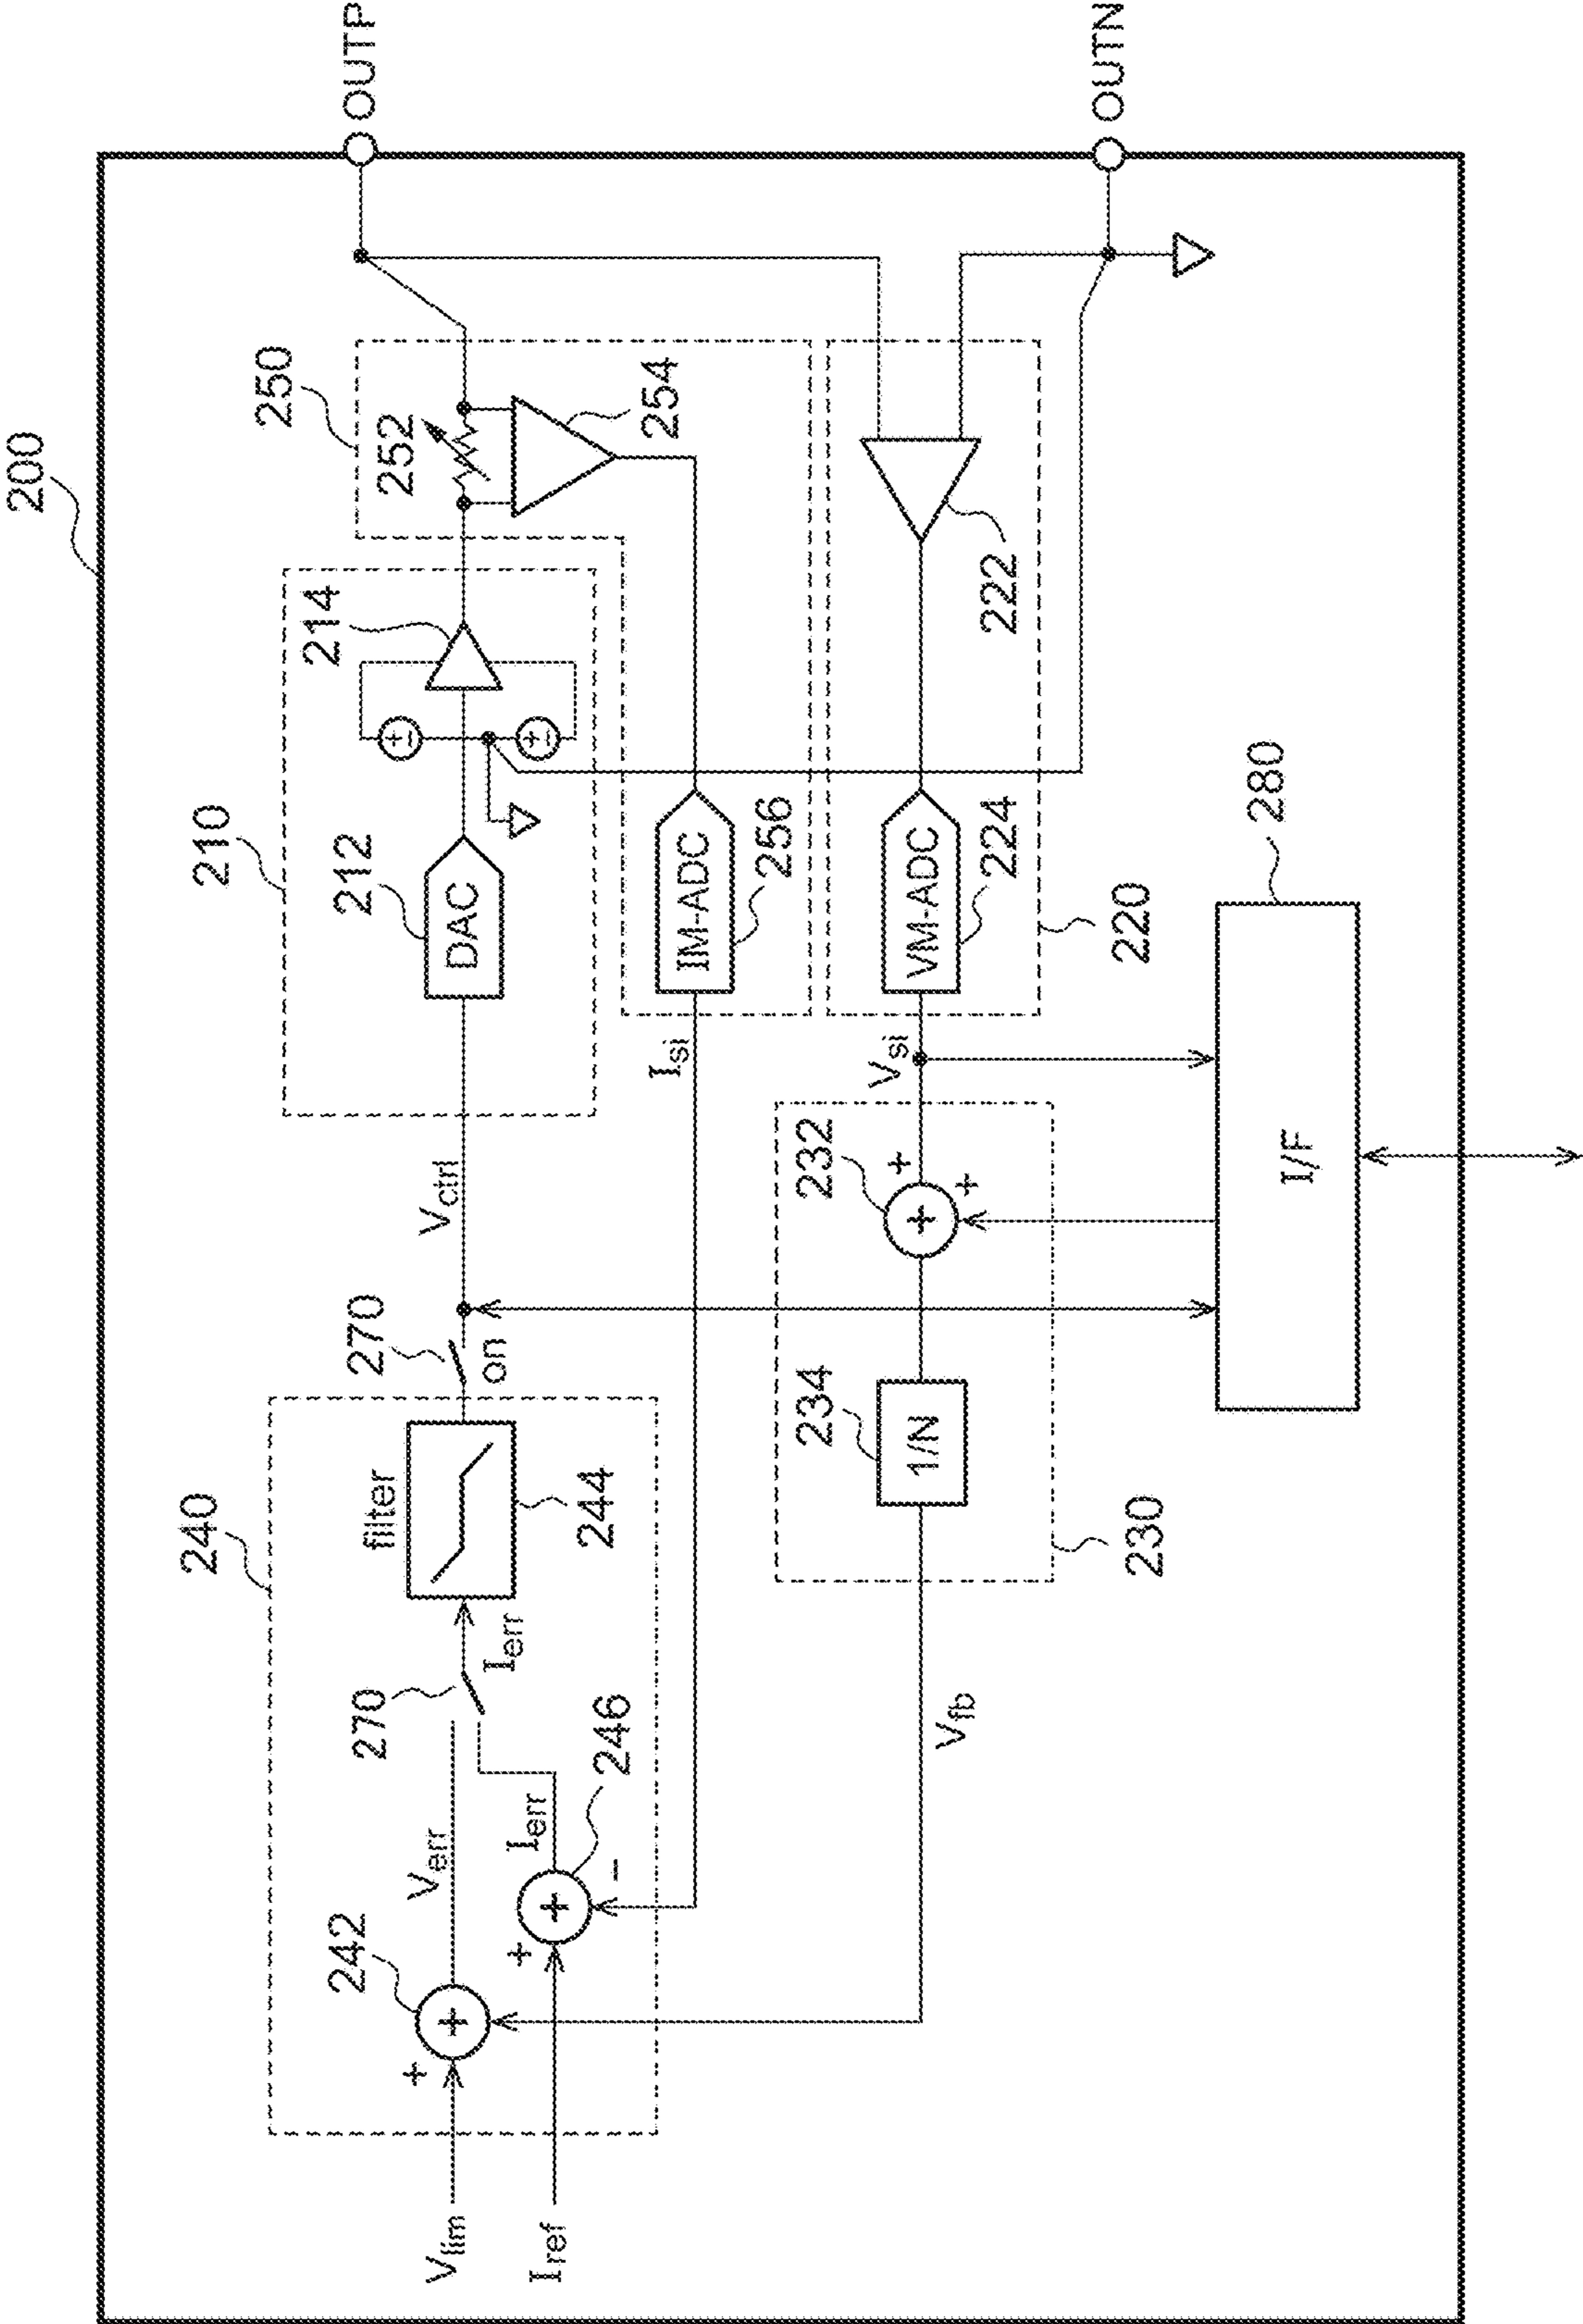 200
OUTP
OUTN
250
252
254
210
214
212
DAC
IM-ADC
256
222
VM-ADC
224
220
280
I/F
Isi
Vsi
Vctrl
232
+
+
+
270
on
234
1/N
230
240
filter
244
Ierr
270
Verr
Ierr
246
+
-
+
242
+
+
Vfb
Vlim
Iref
+
-
+
-